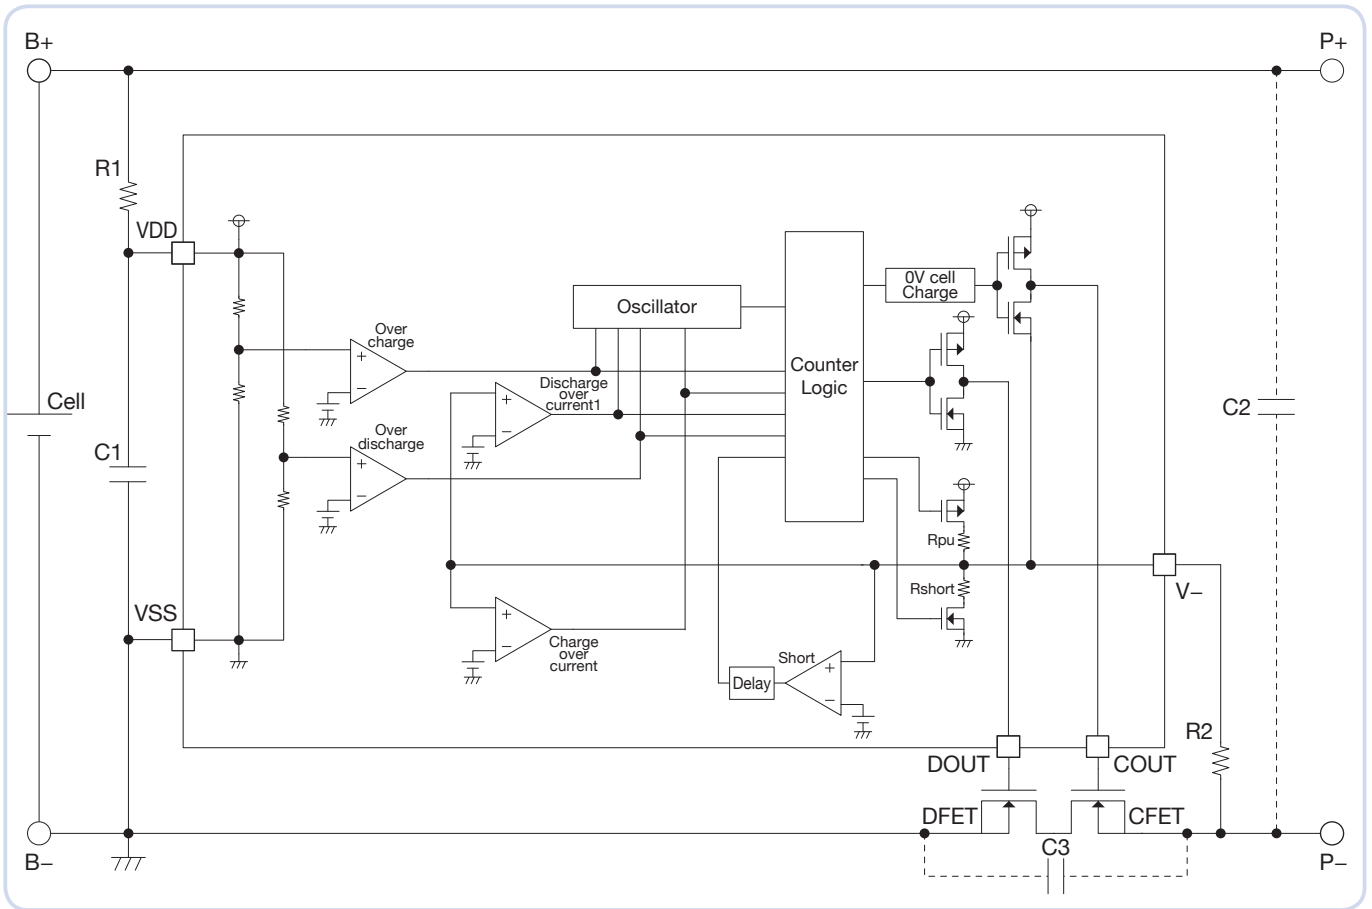 B+
P+
R1
VDD
Oscillator
0V cell
Charge
Over
charge
Counter
Logic
Discharge
over
current1
Cell
C2
Over
discharge
C1
+
−
+
−
+
−
Rpu
Rshort
V−
VSS
+
−
Charge
over
current
Short
+
−
Delay
R2
DOUT
COUT
DFET
CFET
C3
B−
P−